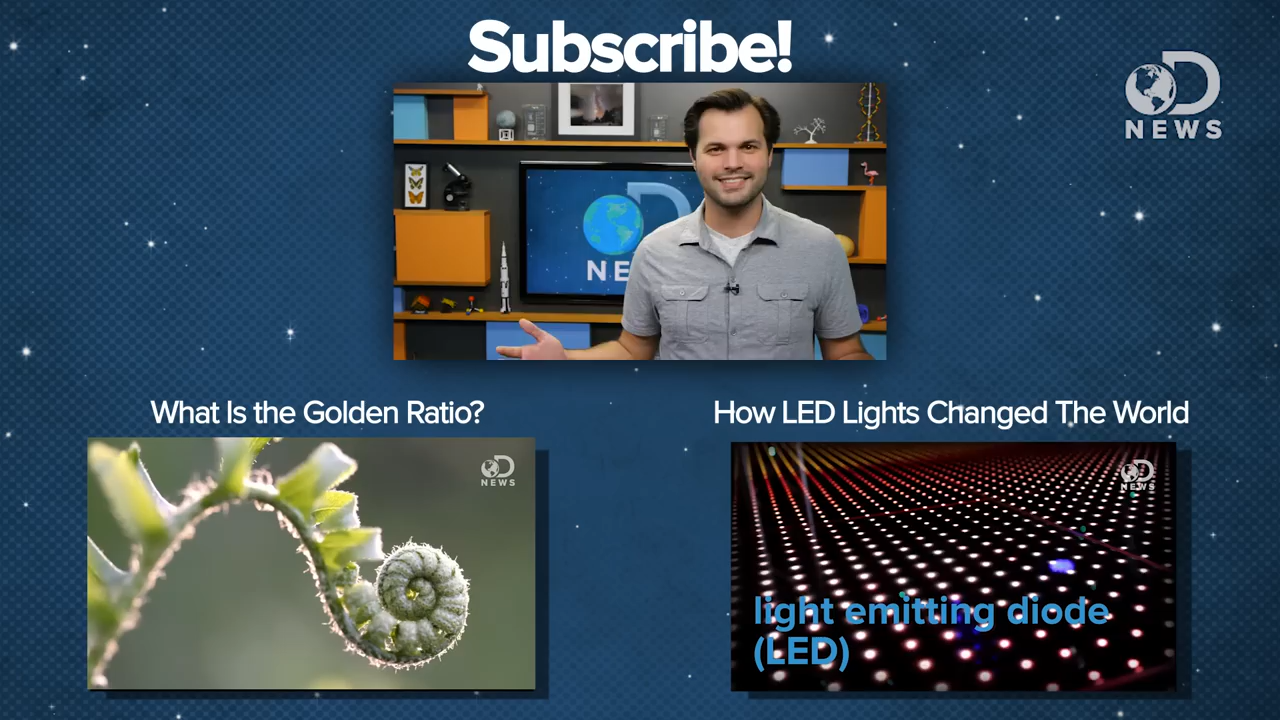 Subscribe!
D
NEWS
D
NE
What Is the Golden Ratio?
How LED Lights Changed The World
D
NEWS
D
NEWS
light emitting diode
(LED)